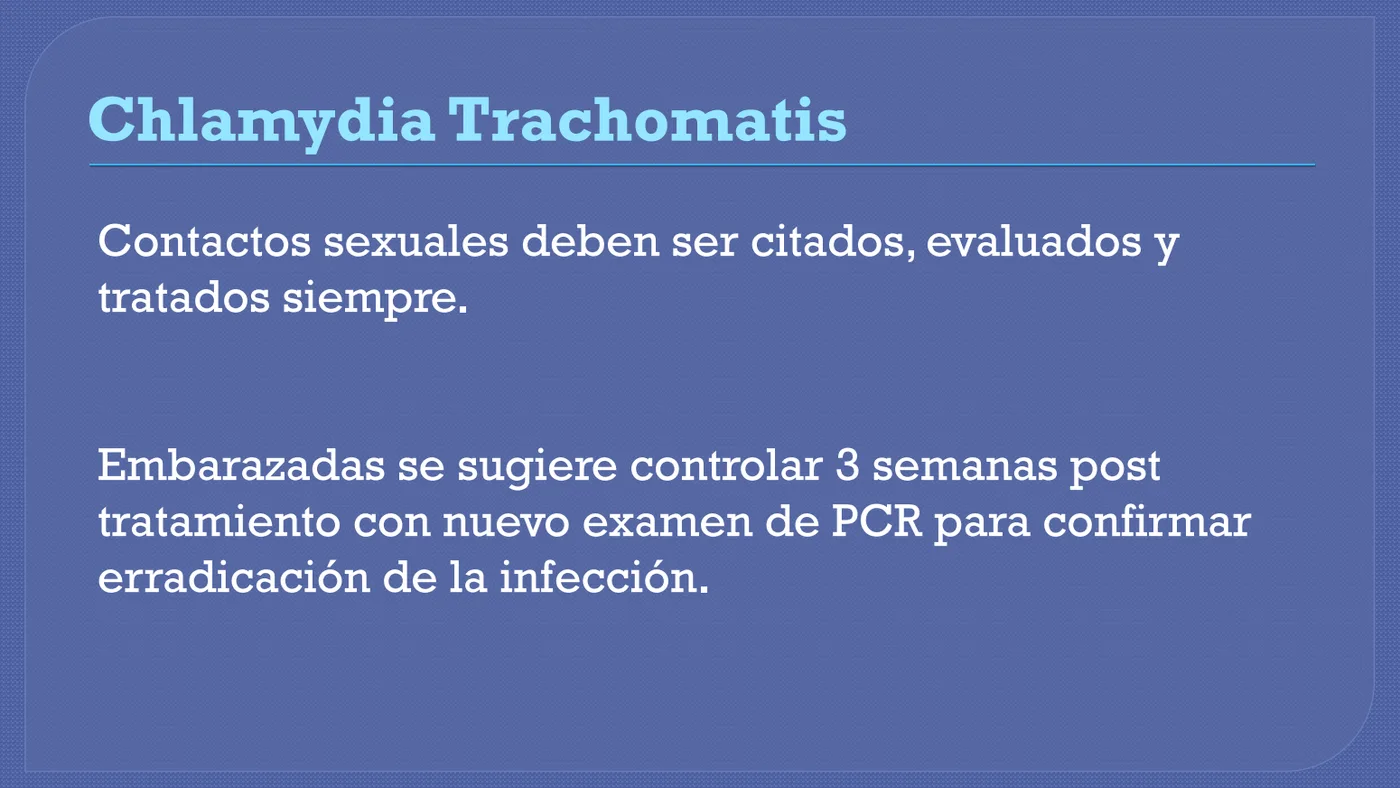 Chlamydia Trachomatis
Contactos sexuales deben ser citados, evaluados y
tratados siempre.
Embarazadas se sugiere controlar 3 semanas post
tratamiento con nuevo examen de PCR para confirmar
erradicación de la infección.